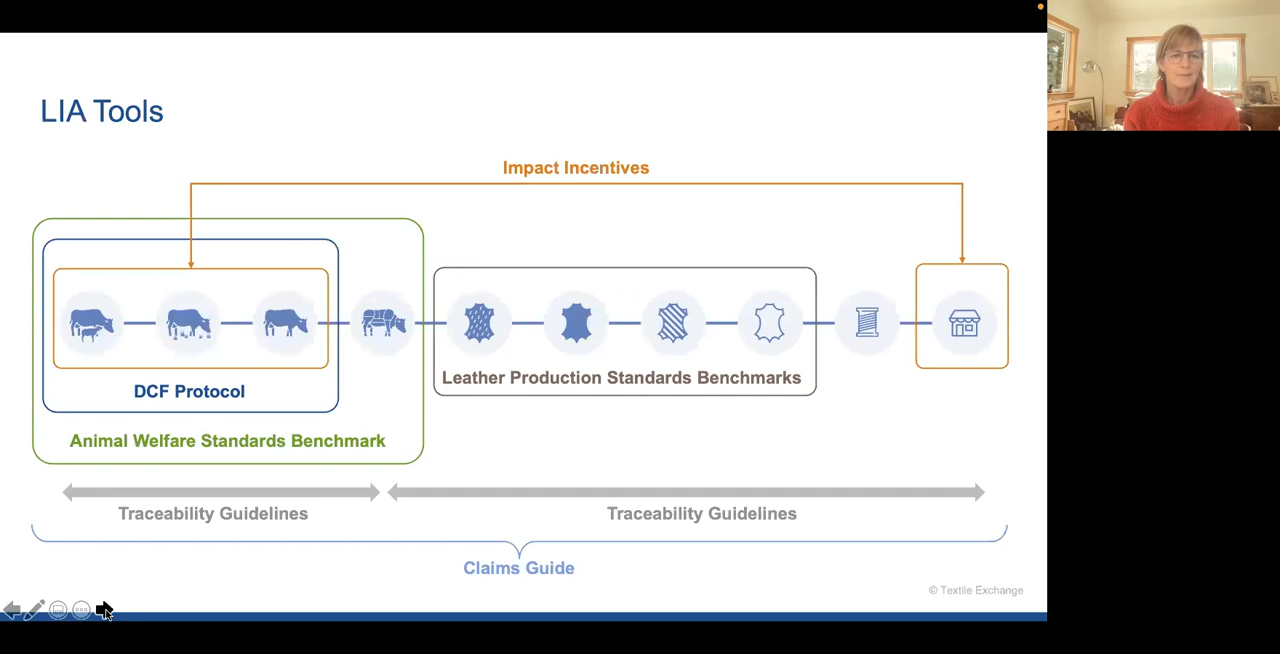 LIA Tools
Impact Incentives
DCF Protocol
Leather Production Standards Benchmarks
Animal Welfare Standards Benchmark
Traceability Guidelines
Traceability Guidelines
Claims Guide
© Textile Exchange